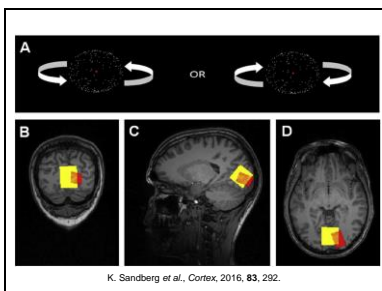 A
OR
B
C
D
K. Sandberg et al., Cortex, 2016, 83, 292.